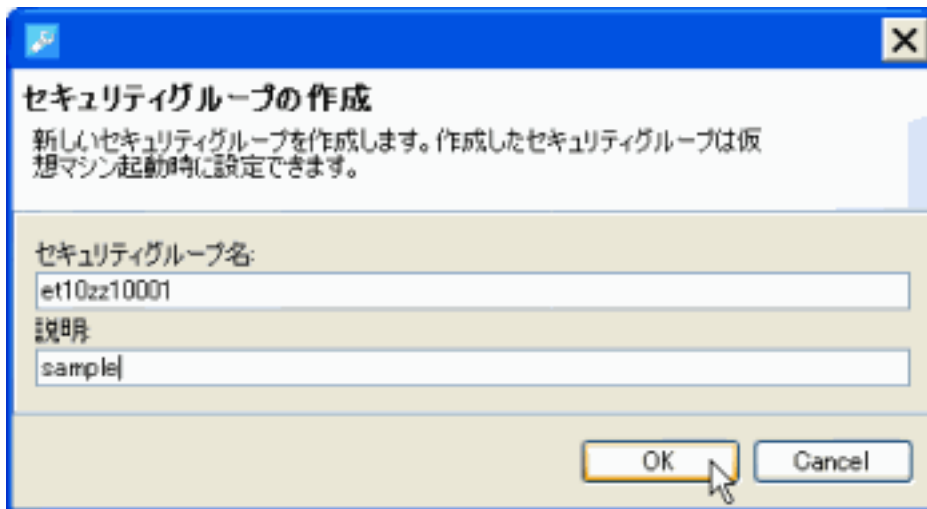 セキュリティグループの作成
新しいセキュリティグループを作成します。作成したセキュリティグループは仮
想マシン起動時に設定できます。
セキュリティグループ名:
et10zz10001
説明:
sample
OK
Cancel